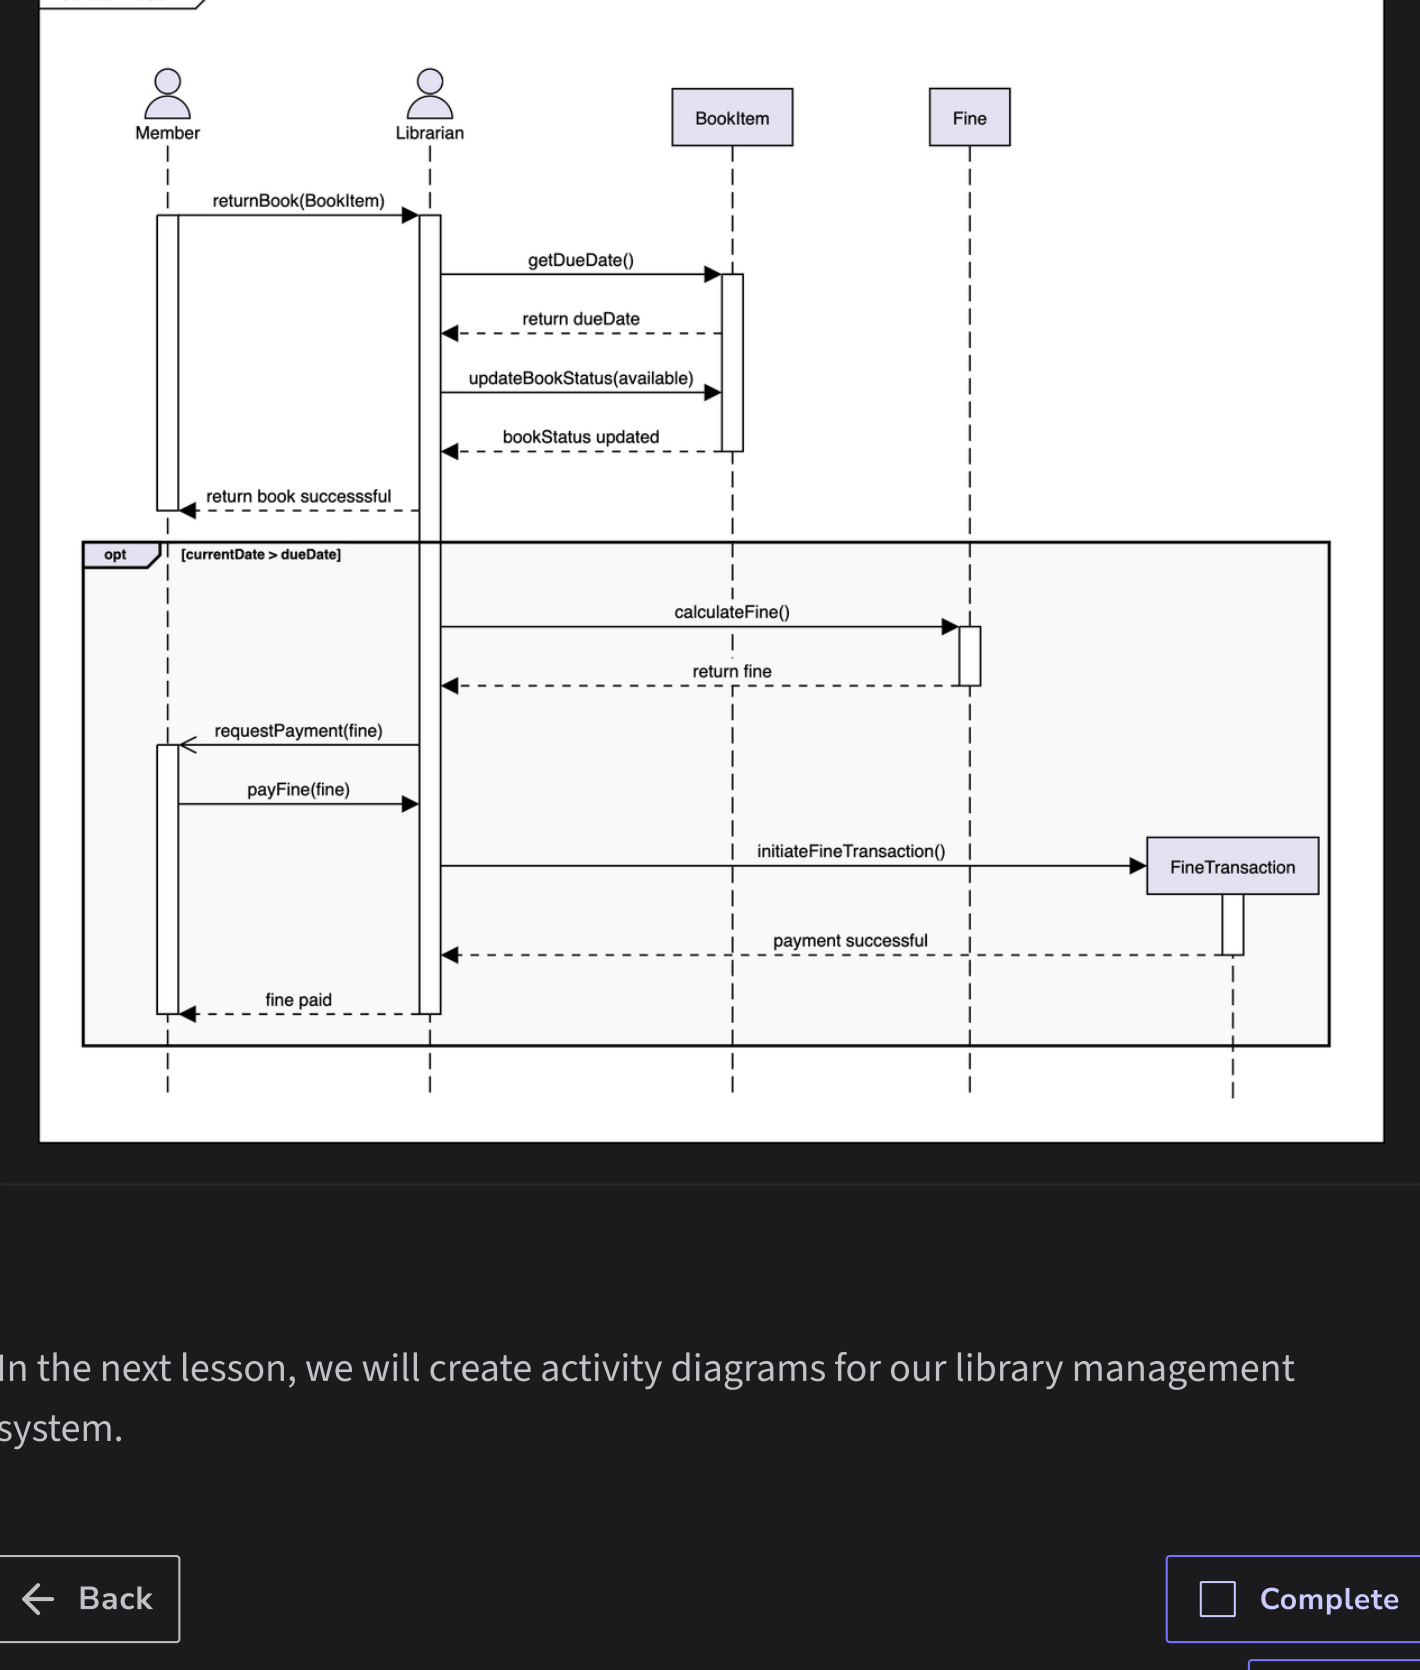 Member
Librarian
BookItem
Fine
returnBook(BookItem)
getDueDate()
return dueDate
updateBookStatus(available)
bookStatus updated
return book successsful
opt
[currentDate > dueDate]
calculateFine()
return fine
requestPayment(fine)
payFine(fine)
initiateFineTransaction()
FineTransaction
payment successful
fine paid
In the next lesson, we will create activity diagrams for our library management
system.
Back
Complete